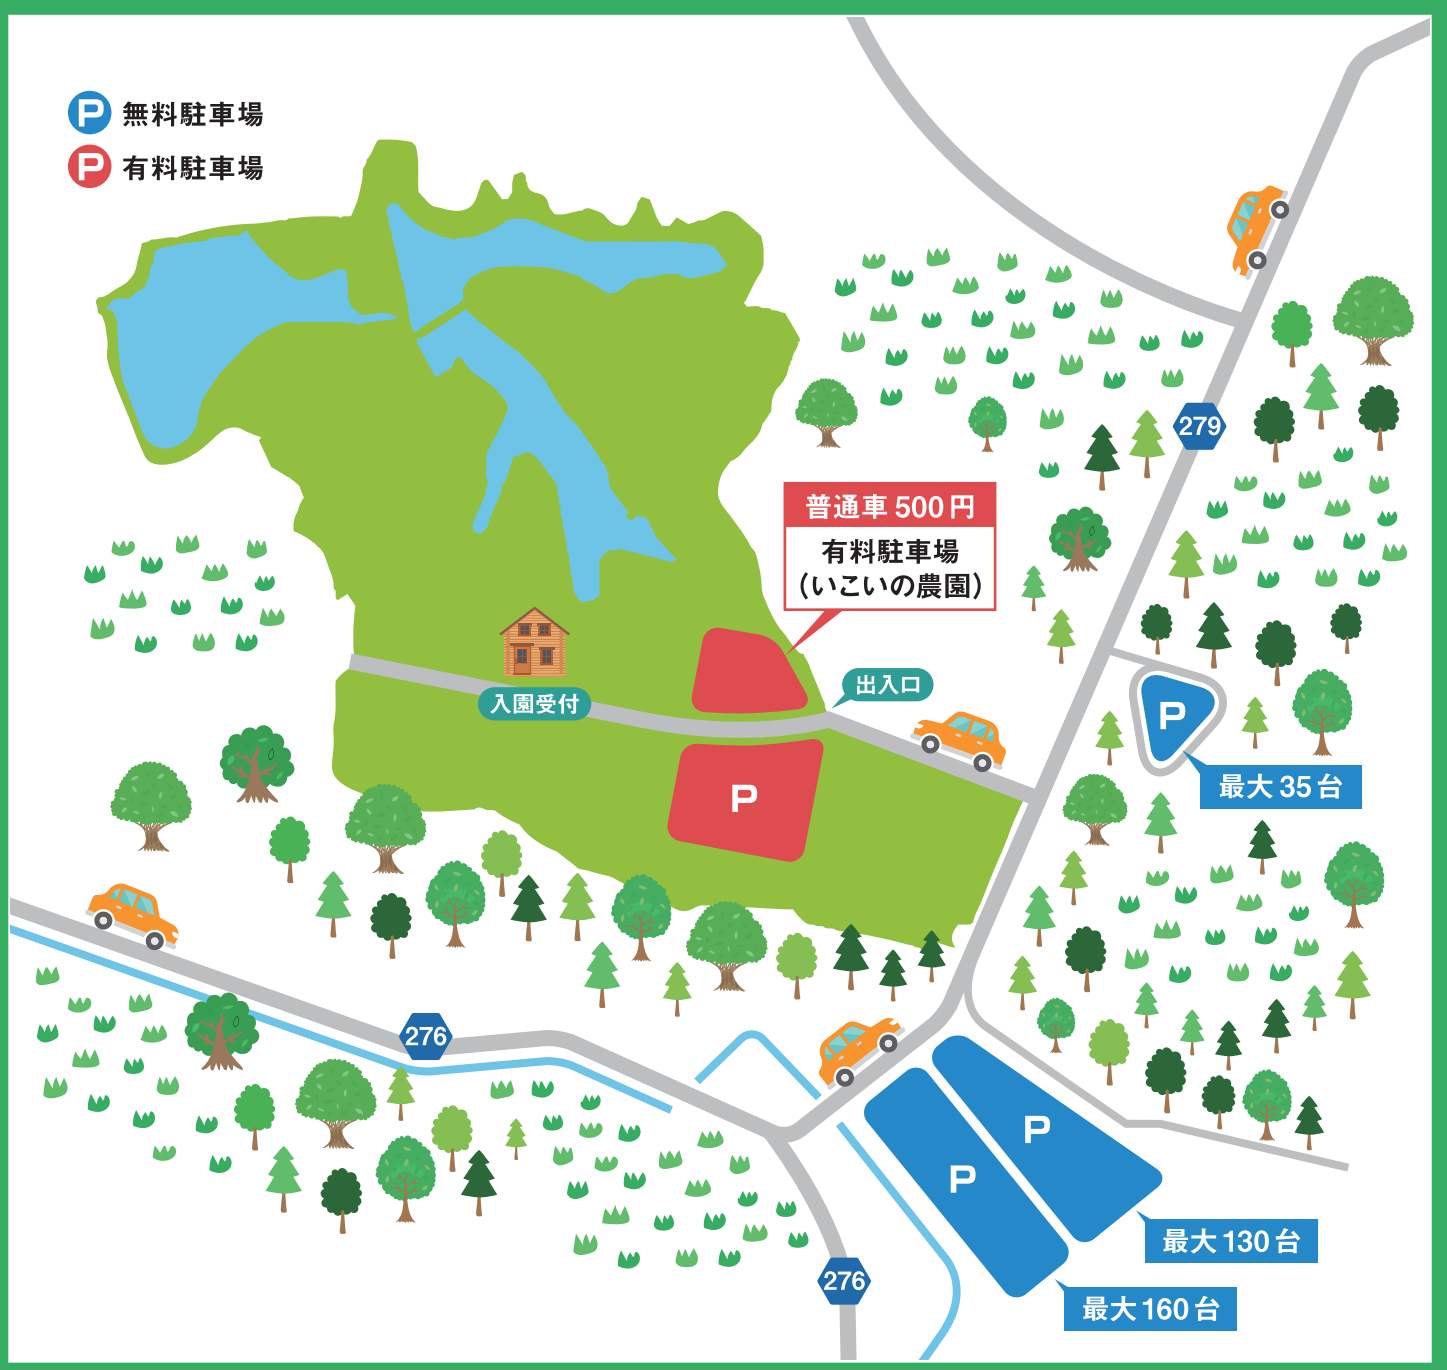 P 無料駐車場
P 有料駐車場
279
普通車 500 円
有料駐車場
(いこいの農園)
出入口
入園受付
P
最大 35 台
P
276
P
P
最大 130 台
276
最大 160 台